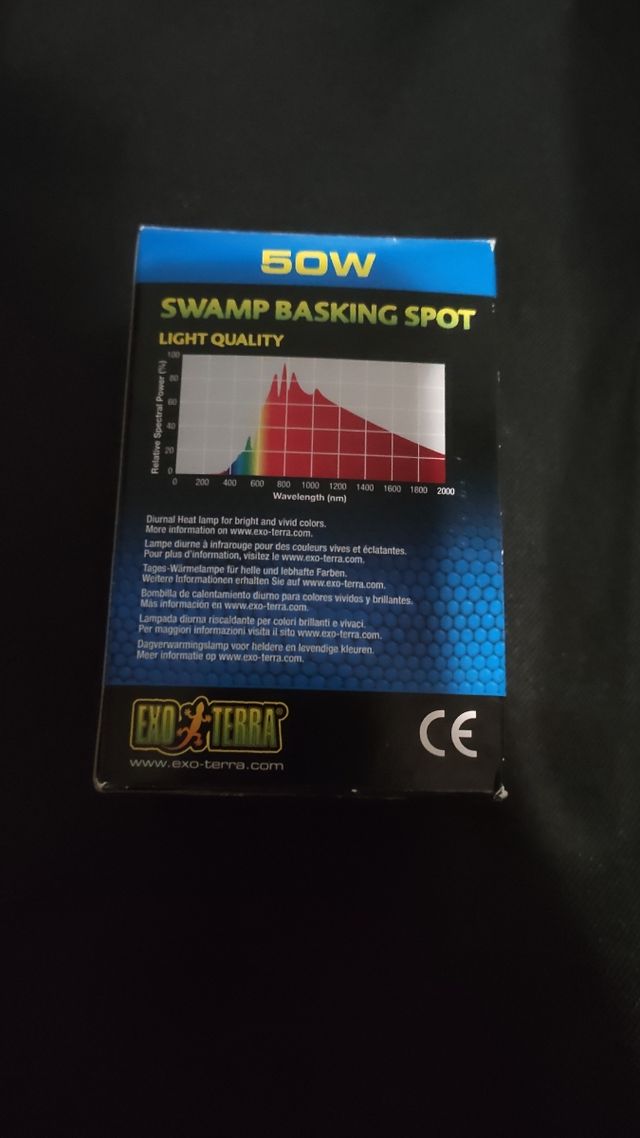 50W
SWAMP BASKING SPOT
LIGHT QUALITY
Relative Spectral Power (%)
100
80
60
40
20
0
0 200 400 600 800 1000 1200 1400 1600 1800 2000
Wavelength (nm)
Diurnal Heat lamp for bright and vivid colors.
More information on www.exo-terra.com.
Lampe diurne à infrarouge pour des couleurs vives et éclatantes.
Pour plus d'information, visitez le www.exo-terra.com.
Tages-Wärmelampe für helle und lebhafte Farben.
Weitere Informationen erhalten Sie auf www.exo-terra.com.
Bombilla de calentamiento diurno para colores vividos y brillantes.
Más información en www.exo-terra.com.
Lampada diurna riscaldante per colori brillanti e vivaci.
Per maggiori informazioni visita il sito www.exo-terra.com.
Dagverwarmingslamp voor heldere en levendige kleuren.
Meer informatie op www.exo-terra.com.
EXO TERRA®
www.exo-terra.com
CE